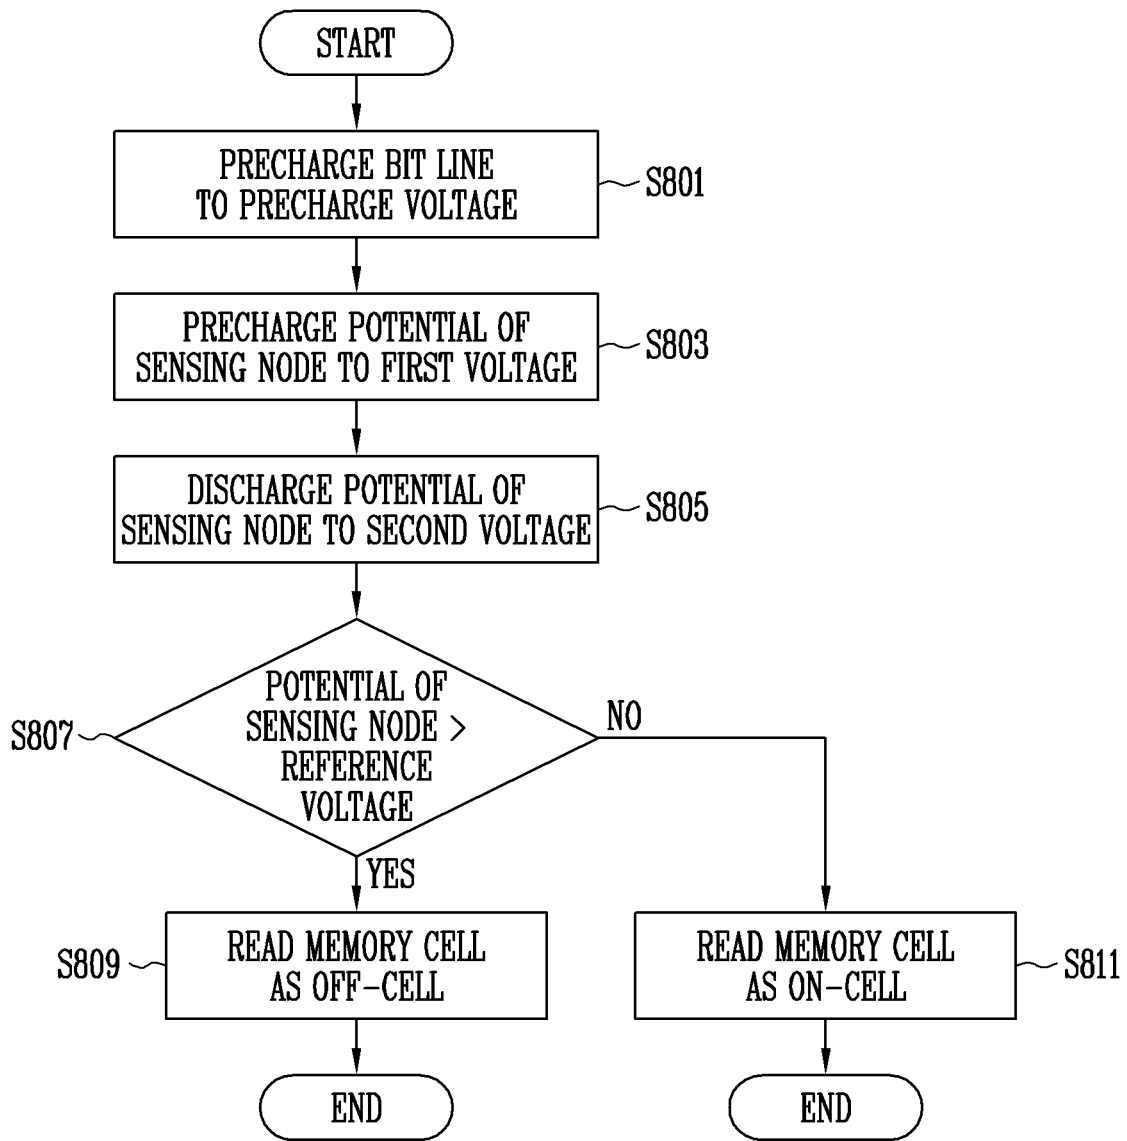 START
PRECHARGE BIT LINE
TO PRECHARGE VOLTAGE
S801
PRECHARGE POTENTIAL OF
SENSING NODE TO FIRST VOLTAGE
S803
DISCHARGE POTENTIAL OF
SENSING NODE TO SECOND VOLTAGE
S805
S807
POTENTIAL OF
SENSING NODE >
REFERENCE
VOLTAGE
NO
YES
S809
READ MEMORY CELL
AS OFF-CELL
READ MEMORY CELL
AS ON-CELL
S811
END
END